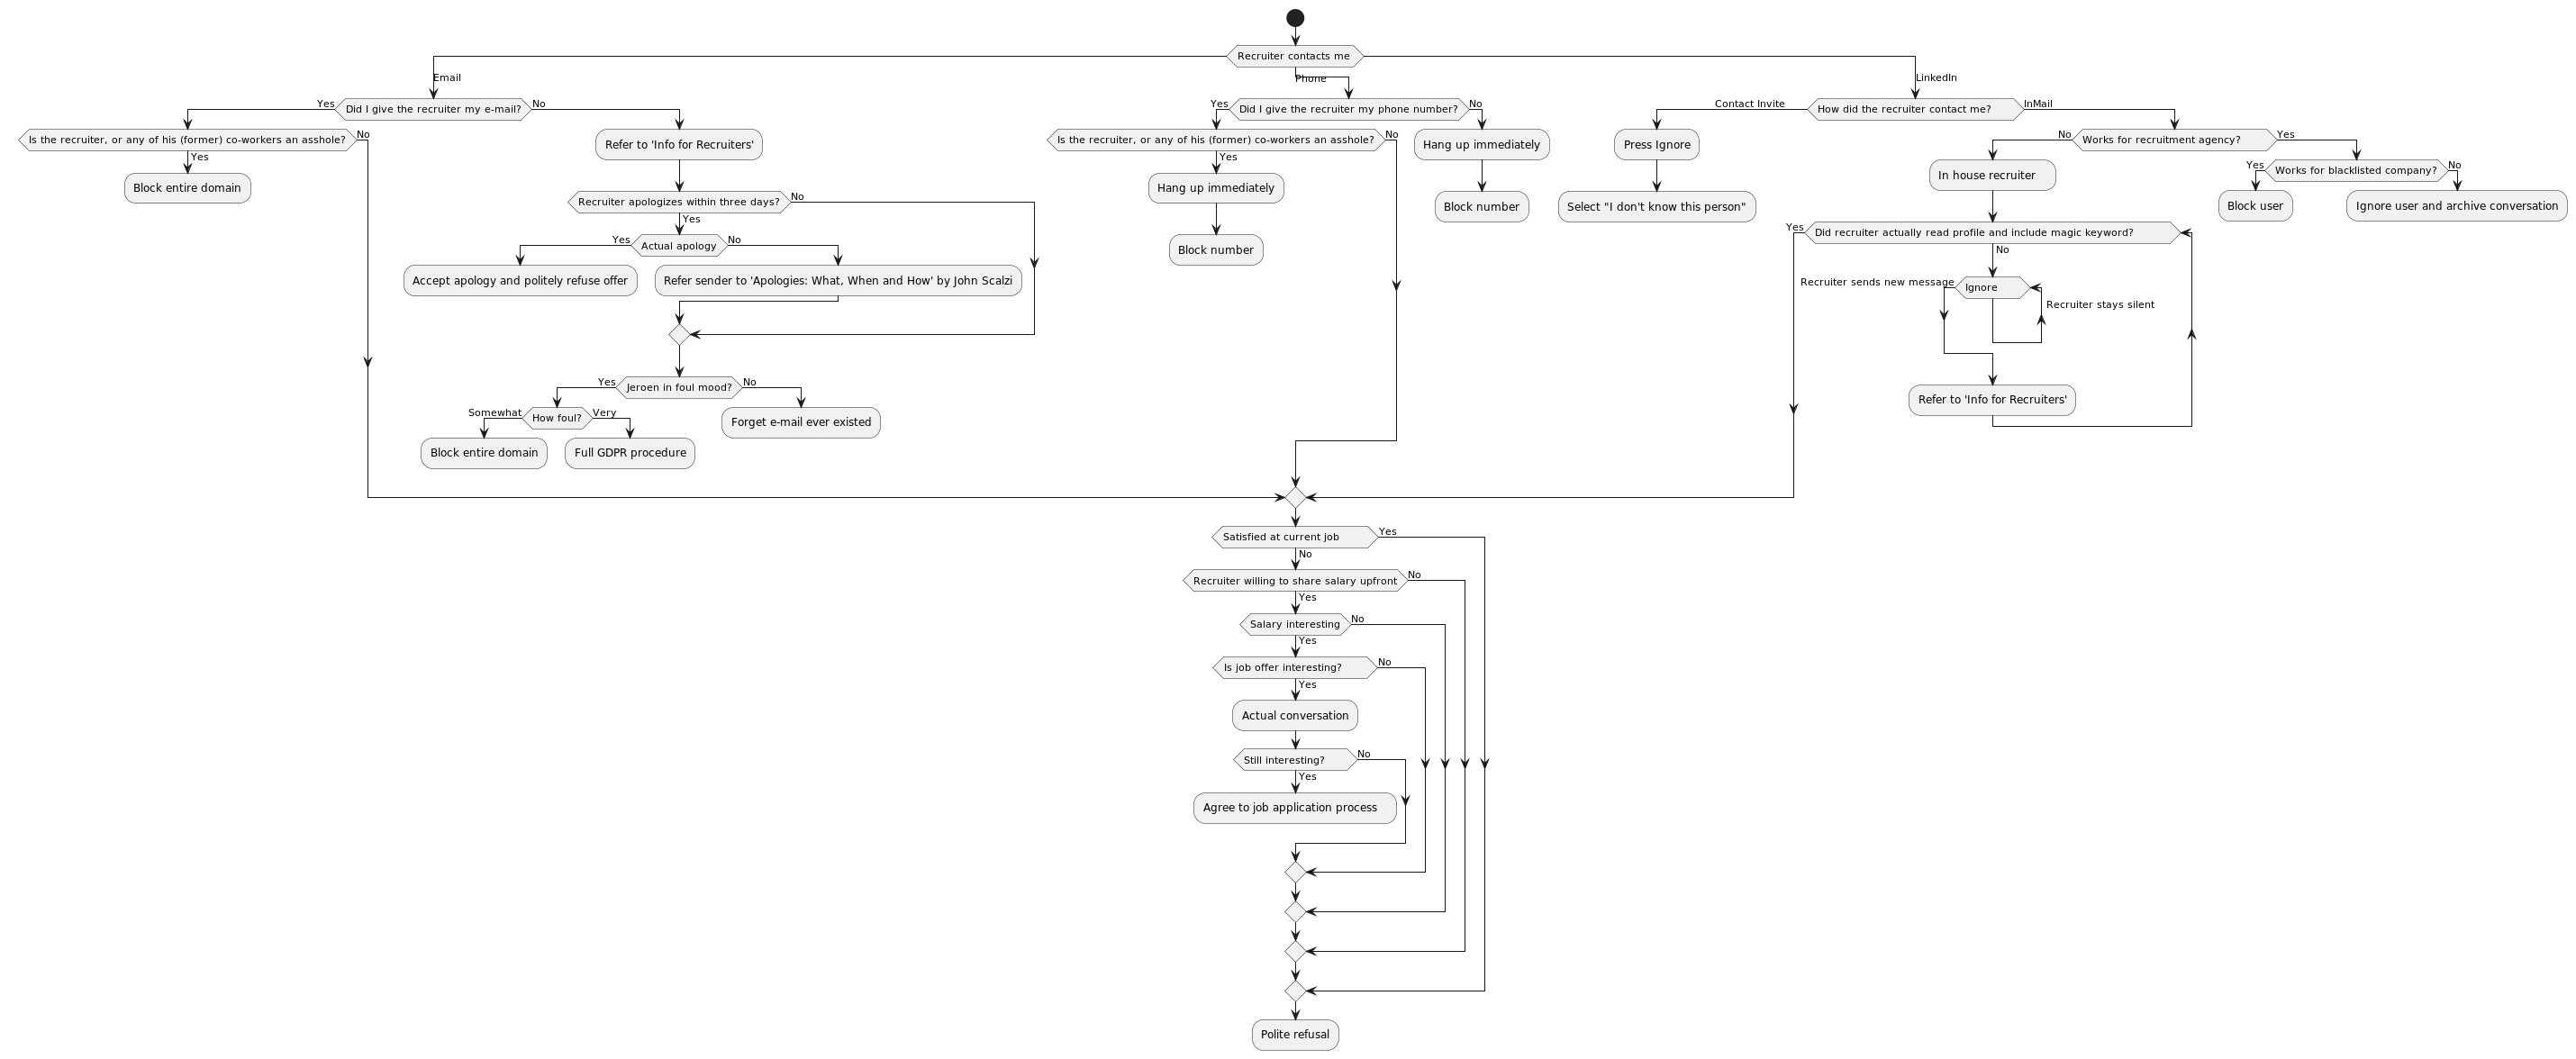 Recruiter contacts me
Email
Phone
LinkedIn
Yes
Did I give the recruiter my e-mail?
No
Yes
Did I give the recruiter my phone number?
No
Contact Invite
How did the recruiter contact me?
InMail
Is the recruiter, or any of his (former) co-workers an asshole?
No
Yes
Block entire domain
Refer to 'Info for Recruiters'
Recruiter apologizes within three days?
No
Yes
Yes
Actual apology
No
Accept apology and politely refuse offer
Refer sender to 'Apologies: What, When and How' by John Scalzi
Yes
Jeroen in foul mood?
No
Somewhat
How foul?
Very
Forget e-mail ever existed
Block entire domain
Full GDPR procedure
Is the recruiter, or any of his (former) co-workers an asshole?
No
Yes
Hang up immediately
Block number
Hang up immediately
Block number
Press Ignore
Select "I don't know this person"
No
Works for recruitment agency?
Yes
In house recruiter
Yes
Works for blacklisted company?
No
Block user
Ignore user and archive conversation
Yes
Did recruiter actually read profile and include magic keyword?
No
Recruiter sends new message
Ignore
Recruiter stays silent
Refer to 'Info for Recruiters'
Satisfied at current job
Yes
No
Recruiter willing to share salary upfront
No
Yes
Salary interesting
No
Yes
Is job offer interesting?
No
Yes
Actual conversation
Still interesting?
No
Yes
Agree to job application process
Polite refusal